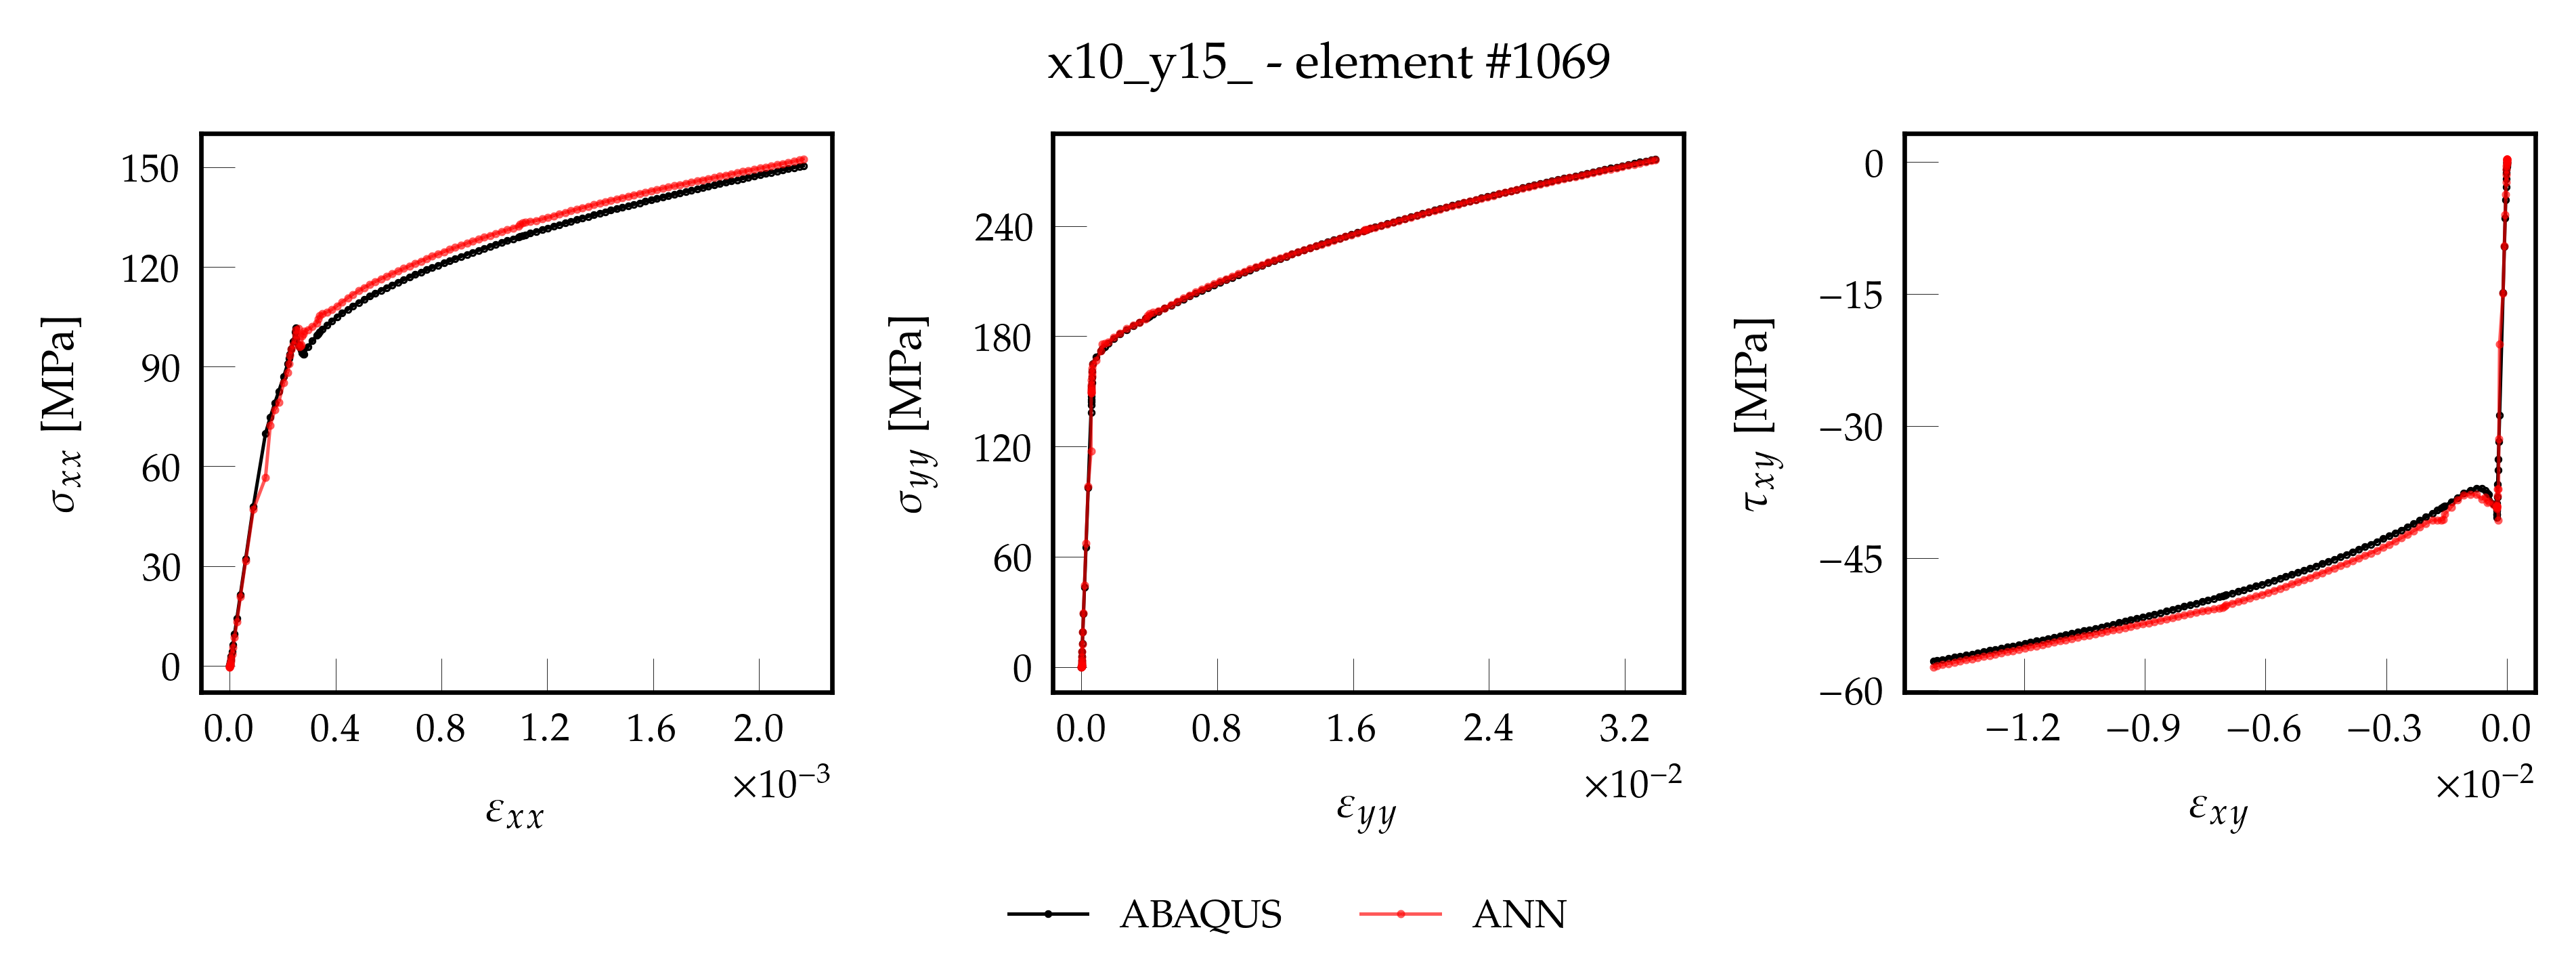 x10_y15_ - element #1069
σxx [MPa]
150
120
90
60
30
0
0.0 0.4 0.8 1.2 1.6 2.0
×10−3
εxx
σyy [MPa]
240
180
120
60
0
0.0 0.8 1.6 2.4 3.2
×10−2
εyy
τxy [MPa]
0
−15
−30
−45
−60
−1.2 −0.9 −0.6 −0.3 0.0
×10−2
εxy
ABAQUS ANN